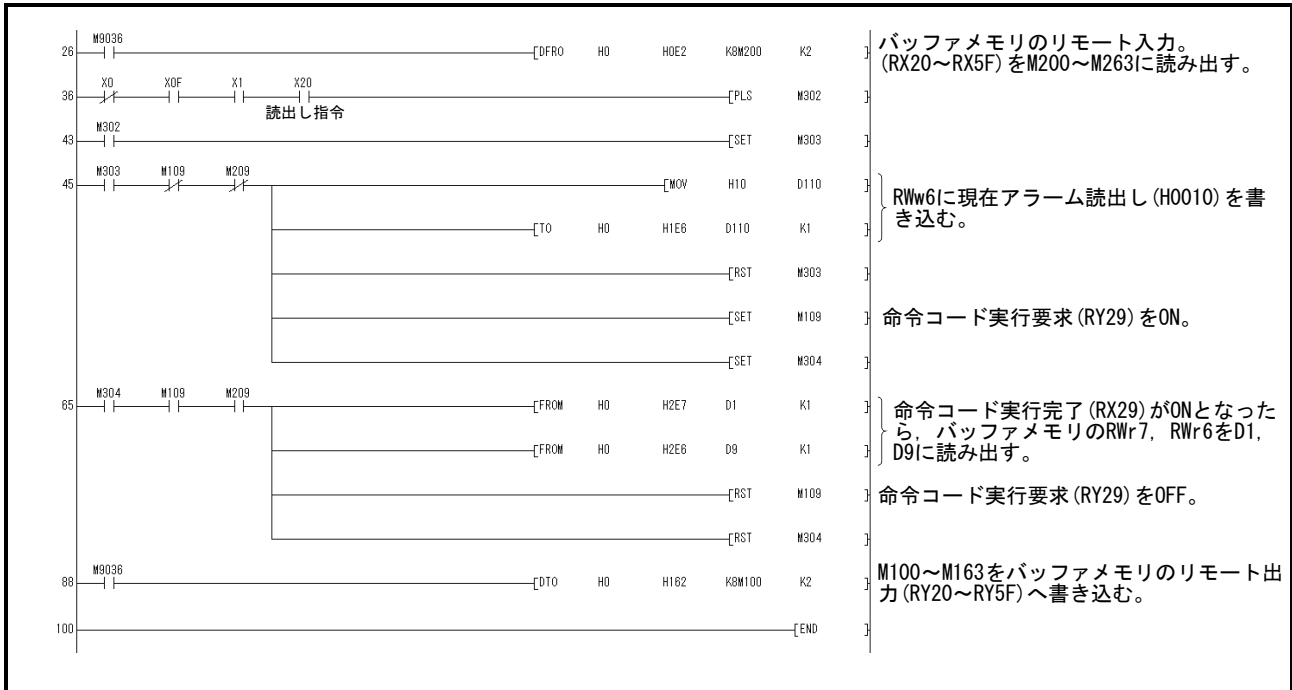 M9036
26 [DFRO H0 H0E2 K8M200 K2 ] バッファメモリのリモート入力。
(RX20～RX5F)をM200～M263に読み出す。
X0 X0F X1 X20
36 [PLS M302 ]
読出し指令
M302
43 [SET M303 ]
M303 M109 M209
45 [MOV H10 D110 ]
RWw6に現在アラーム読出し(H0010)を書
き込む。
[TO H0 H1E6 D110 K1 ]
[RST M303 ]
[SET M109 ] 命令コード実行要求(RY29)をON。
[SET M304 ]
M304 M109 M209
65 [FROM H0 H2E7 D1 K1 ]
命令コード実行完了(RX29)がONとなった
ら，バッファメモリのRWr7，RWr6をD1，
D9に読み出す。
[FROM H0 H2E6 D9 K1 ]
[RST M109 ] 命令コード実行要求(RY29)をOFF。
[RST M304 ]
M9036
88 [DTO H0 H162 K8M100 K2 ] M100～M163をバッファメモリのリモート出
力(RY20～RY5F)へ書き込む。
100 [END ]